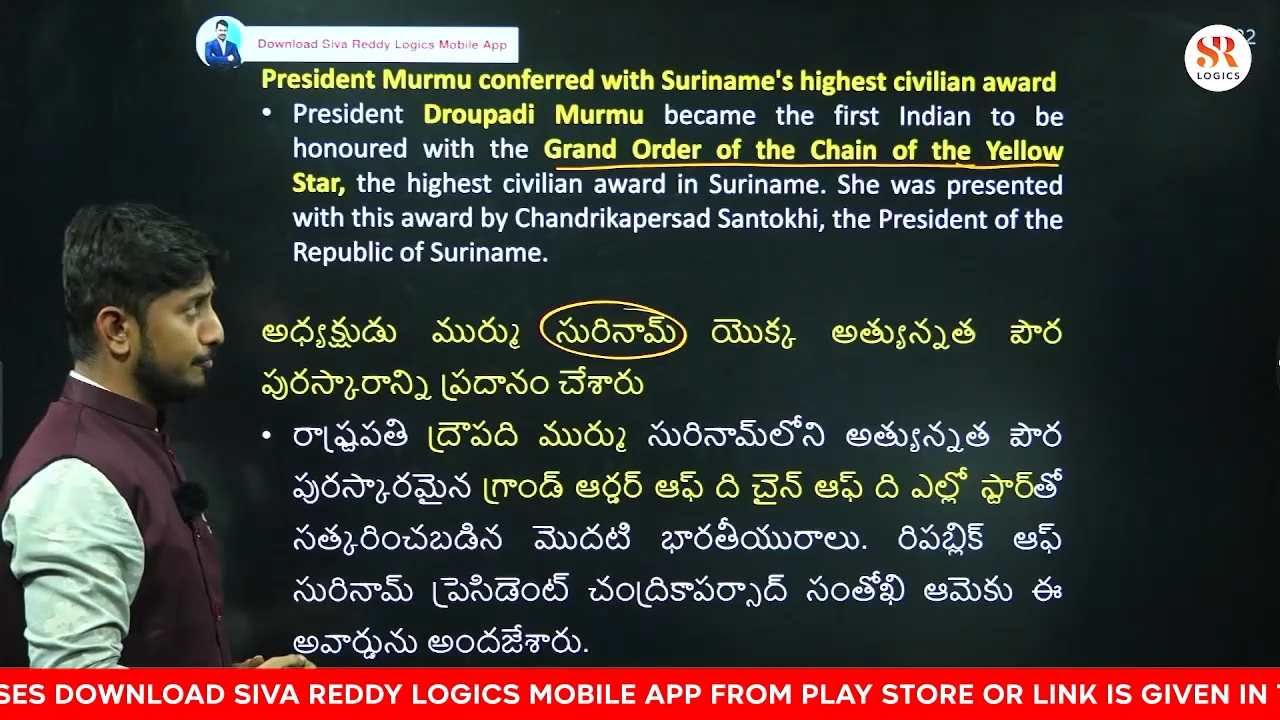 Download Siva Reddy Logics Mobile App
SR
LOGICS
President Murmu conferred with Suriname's highest civilian award
• President Droupadi Murmu became the first Indian to be
honoured with the Grand Order of the Chain of the Yellow
Star, the highest civilian award in Suriname. She was presented
with this award by Chandrikapersad Santokhi, the President of the
Republic of Suriname.
అధ్యక్షుడు ముర్ము సురినామ్ యొక్క అత్యున్నత పౌర
పురస్కారాన్ని ప్రదానం చేశారు
• రాష్ట్రపతి ద్రౌపది ముర్ము సురినామ్‌లోని అత్యున్నత పౌర
పురస్కారమైన గ్రాండ్ ఆర్డర్ ఆఫ్ ది చైన్ ఆఫ్ ది ఎల్లో స్టార్‌తో
సత్కరించబడిన మొదటి భారతీయురాలు. రిపబ్లిక్ ఆఫ్
సురినామ్ ప్రెసిడెంట్ చంద్రికాపర్సాద్ సంతోఖి ఆమెకు ఈ
అవార్డును అందజేశారు.
SES DOWNLOAD SIVA REDDY LOGICS MOBILE APP FROM PLAY STORE OR LINK IS GIVEN IN